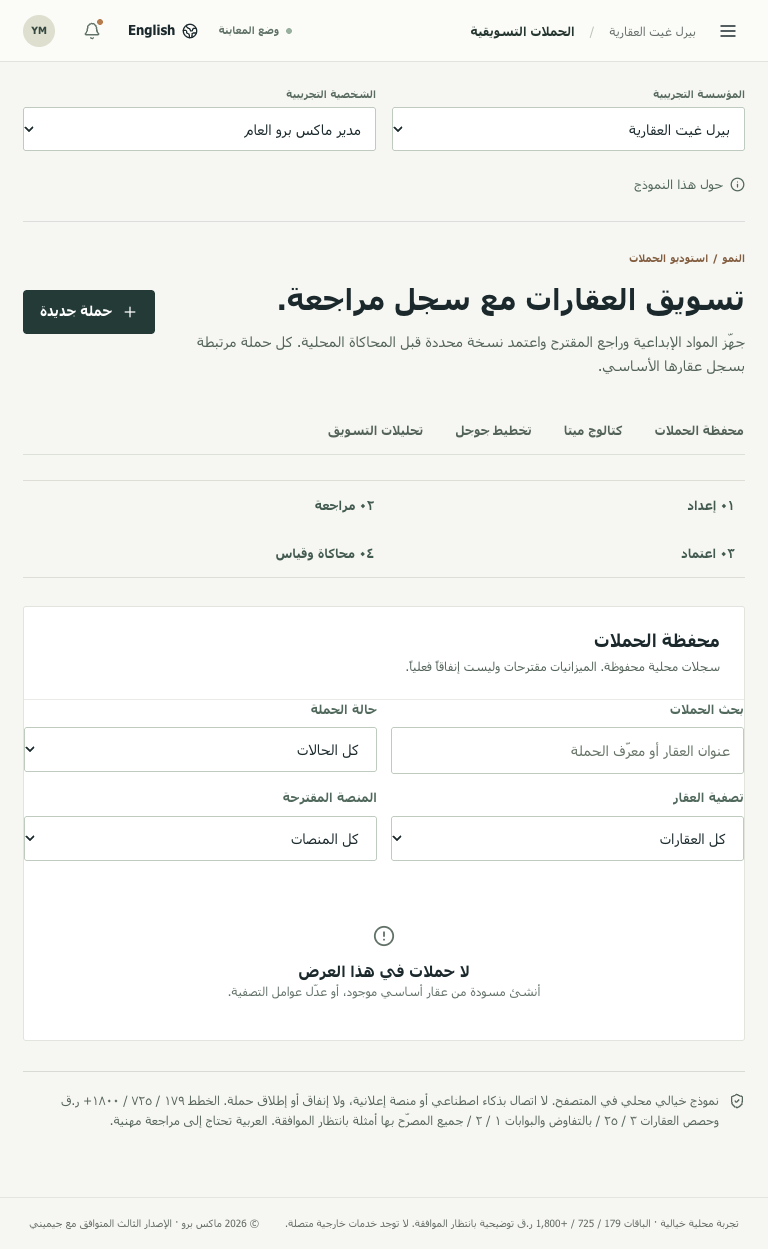 بيرل غيت العقارية / الحملات التسويقية
وضع المعاينة
English
YM
المؤسسة التجريبية
الشخصية التجريبية
بيرل غيت العقارية
مدير ماكس برو العام
حول هذا النموذج
النمو / استوديو الحملات
تسويق العقارات مع سجل مراجعة.
حملة جديدة
جهّز المواد الإبداعية وراجع المقترح واعتمد نسخة محددة قبل المحاكاة المحلية. كل حملة مرتبطة
بسجل عقارها الأساسي.
محفظة الحملات
كتالوج ميتا
تخطيط جوجل
تحليلات التسويق
٠١ إعداد
٠٢ مراجعة
٠٣ اعتماد
٠٤ محاكاة وقياس
محفظة الحملات
سجلات محلية محفوظة. الميزانيات مقترحات وليست إنفاقاً فعلياً.
بحث الحملات
حالة الحملة
عنوان العقار أو معرّف الحملة
كل الحالات
تصفية العقار
المنصة المقترحة
كل العقارات
كل المنصات
لا حملات في هذا العرض
أنشئ مسودة من عقار أساسي موجود، أو عدّل عوامل التصفية.
نموذج خيالي محلي في المتصفح. لا اتصال بذكاء اصطناعي أو منصة إعلانية، ولا إنفاق أو إطلاق حملة. الخطط ١٧٩ / ٧٢٥ / ١٨٠٠+ ر.ق
وحصص العقارات ٣ / ٢٥ / بالتفاوض والبوابات ١ / ٢ / جميع المصرّح بها أمثلة بانتظار الموافقة. العربية تحتاج إلى مراجعة مهنية.
تجربة محلية خيالية · الباقات 179 / 725 / +1,800 ر.ق توضيحية بانتظار الموافقة. لا توجد خدمات خارجية متصلة.
© 2026 ماكس برو · الإصدار الثالث المتوافق مع جيميني